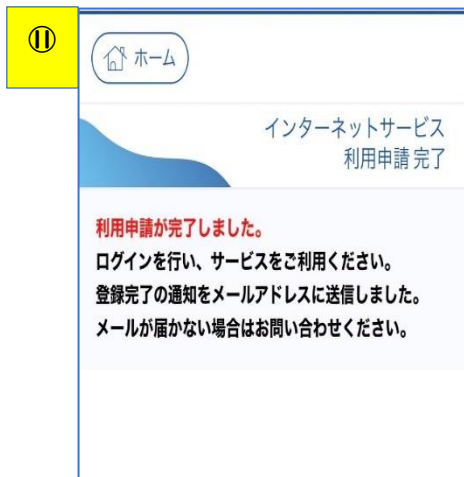 ⑪
ホーム
インターネットサービス
利用申請 完了
利用申請が完了しました。
ログインを行い、サービスをご利用ください。
登録完了の通知をメールアドレスに送信しました。
メールが届かない場合はお問い合わせください。